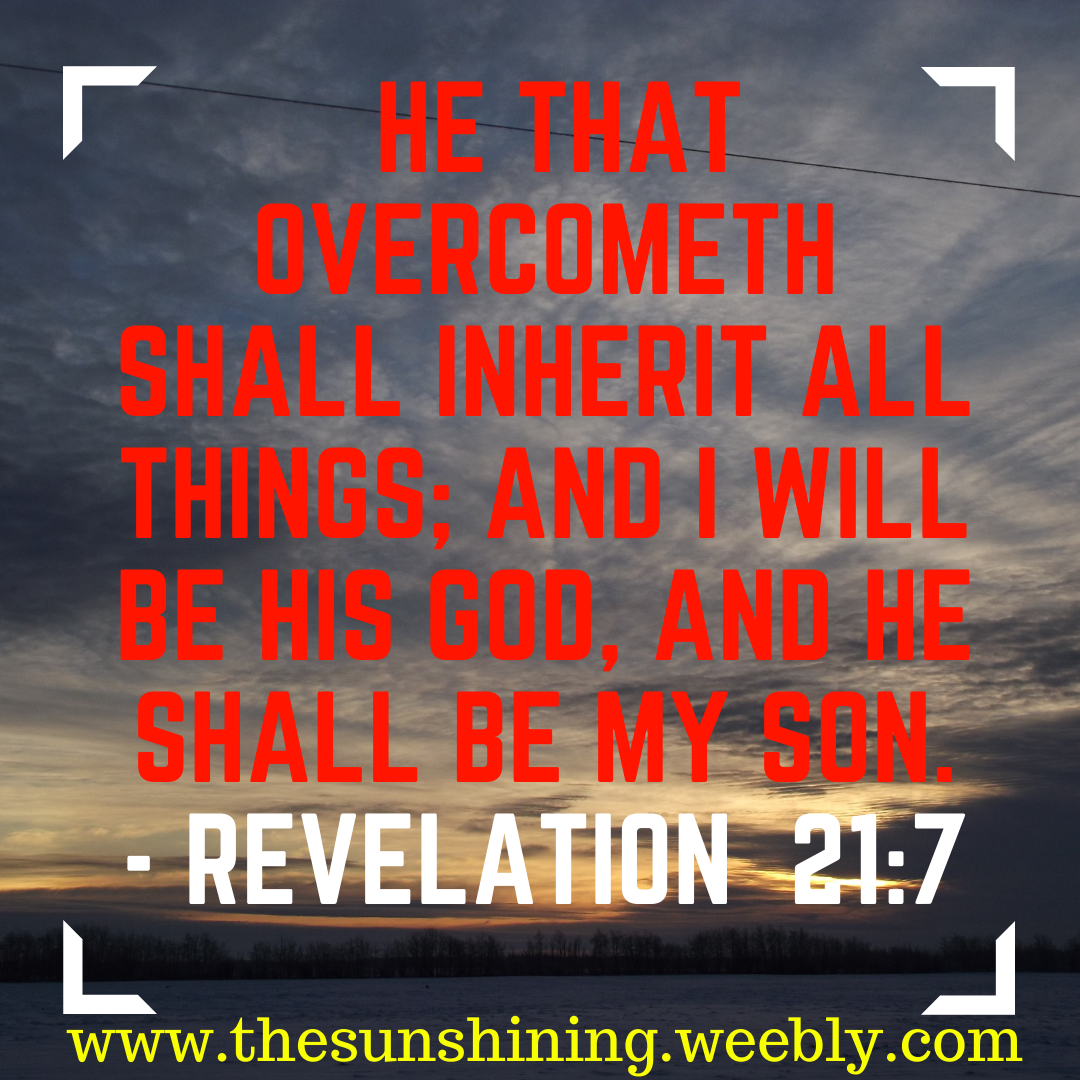 HE THAT
OVERCOMETH
SHALL INHERIT ALL
THINGS; AND I WILL
BE HIS GOD, AND HE
SHALL BE MY SON.
- REVELATION 21:7
www.thesunshining.weebly.com